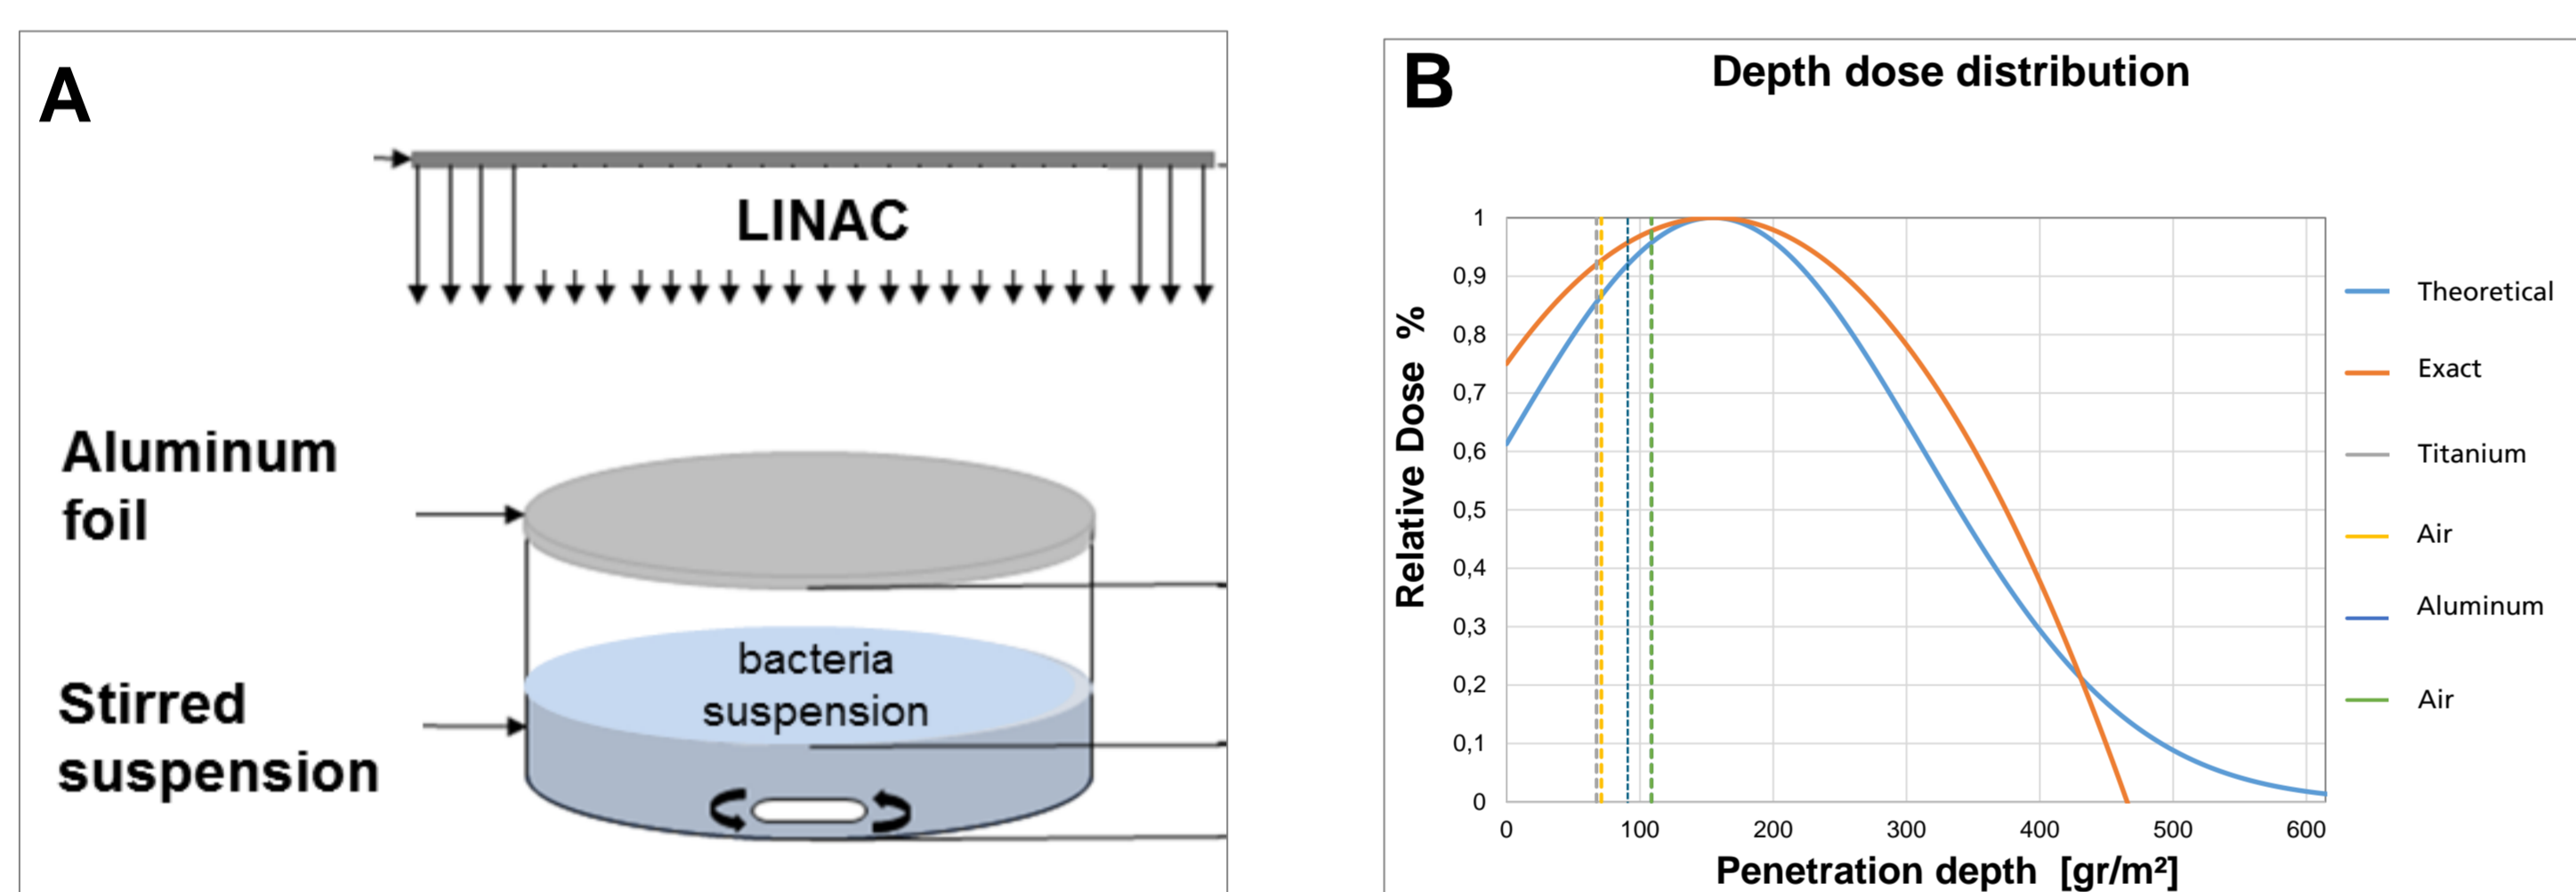 A
LINAC
Aluminum
foil
bacteria
suspension
Stirred
suspension
B
Depth dose distribution
Relative Dose %
1
0,9
0,8
0,7
0,6
0,5
0,4
0,3
0,2
0,1
0
0 100 200 300 400 500 600
Penetration depth [gr/m²]
Theoretical
Exact
Titanium
Air
Aluminum
Air